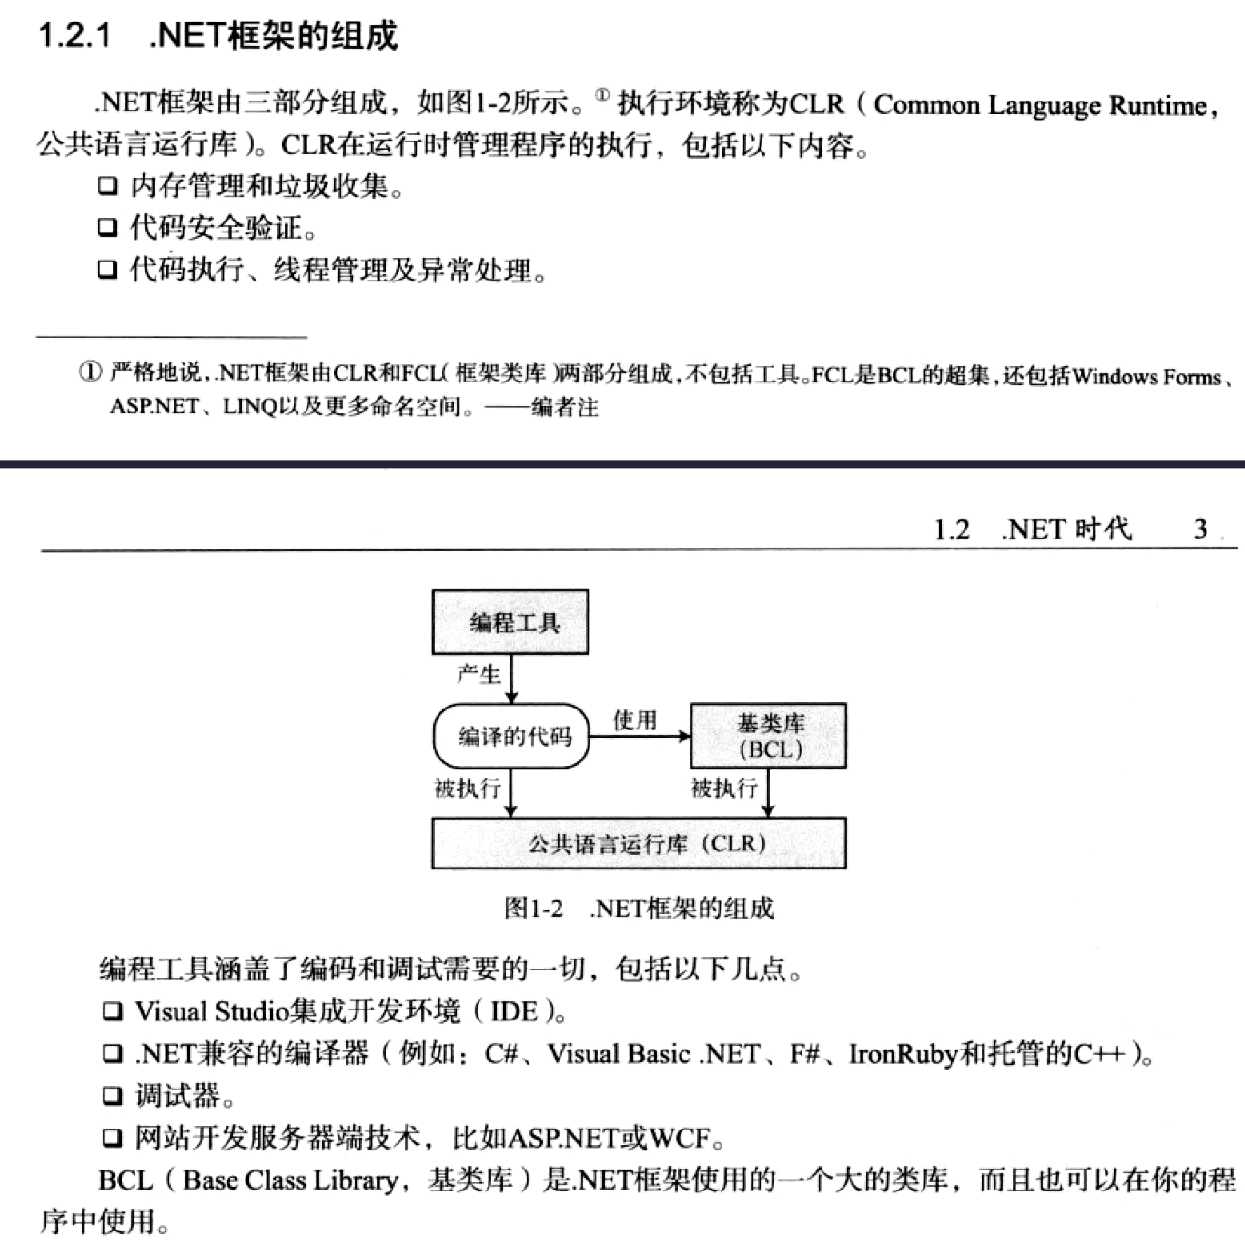 1.2.1 .NET框架的组成
.NET框架由三部分组成，如图1-2所示。① 执行环境称为CLR（Common Language Runtime，
公共语言运行库）。CLR在运行时管理程序的执行，包括以下内容。
❑ 内存管理和垃圾收集。
❑ 代码安全验证。
❑ 代码执行、线程管理及异常处理。
① 严格地说，.NET框架由CLR和FCL（框架类库）两部分组成，不包括工具。FCL是BCL的超集，还包括Windows Forms、
ASP.NET、LINQ以及更多命名空间。——编者注
1.2 .NET 时代 3
编程工具
产生
编译的代码
使用
基类库
（BCL）
被执行
被执行
公共语言运行库（CLR）
图1-2 .NET框架的组成
编程工具涵盖了编码和调试需要的一切，包括以下几点。
❑ Visual Studio集成开发环境（IDE）。
❑ .NET兼容的编译器（例如：C#、Visual Basic .NET、F#、IronRuby和托管的C++）。
❑ 调试器。
❑ 网站开发服务器端技术，比如ASP.NET或WCF。
BCL（Base Class Library，基类库）是.NET框架使用的一个大的类库，而且也可以在你的程
序中使用。